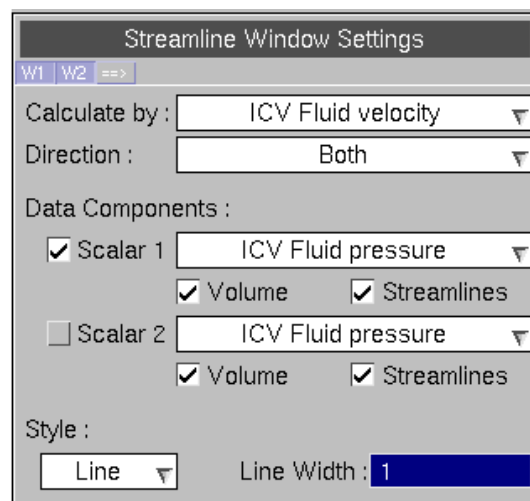 Streamline Window Settings
W1 W2 ==>
Calculate by : ICV Fluid velocity
Direction : Both
Data Components :
Scalar 1 ICV Fluid pressure
Volume Streamlines
Scalar 2 ICV Fluid pressure
Volume Streamlines
Style :
Line Line Width : 1